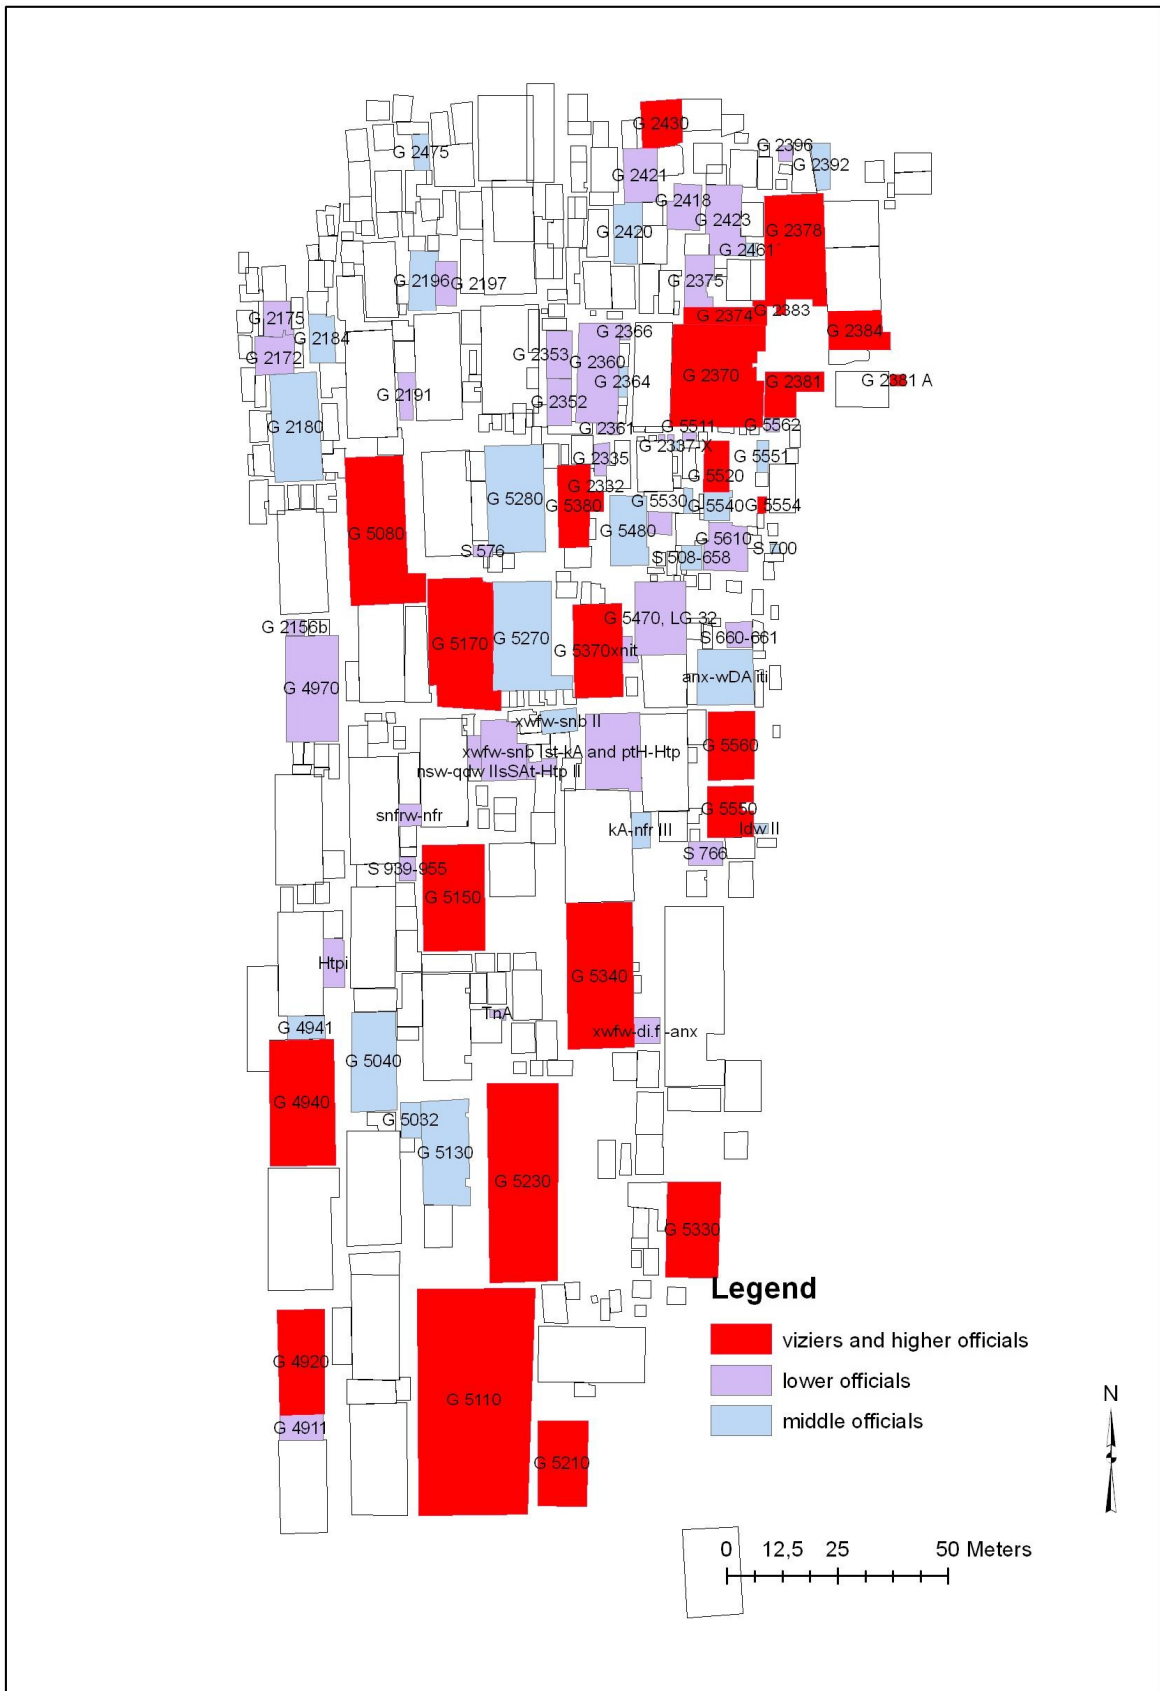 G 2430
G 2396
G 2475
G 2392
G 2421
G 2418
G 2423
G 2378
G 2420
G 2461
G 2196
G 2197
G 2375
G 2383
G 2175
G 2374
G 2384
G 2184
G 2366
G 2353
G 2172
G 2360
G 2370
G 2364
G 2381
G 2381 A
G 2191
G 2352
G 2180
G 2361
G 5511
G 5562
G 2337-X
G 2335
G 5551
G 5520
G 2332
G 5280
G 5380
G 5530
G 5540
G 5554
G 5080
G 5480
G 5610
S 576
S 508-658
S 700
G 5470, LG 32
G 2156b
S 660-661
G 5170
G 5270
G 5370
xnit
anx-wDA iti
G 4970
xwfw-snb II
G 5560
xwfw-snb I
st-kA and ptH-Htp
nsw-qdw II
sSAt-Htp II
G 5550
snfrw-nfr
kA-nfr III
Idw II
S 766
S 939-955
G 5150
Htpi
G 5340
TnA
G 4941
xwfw-di.f -anx
G 5040
G 4940
G 5032
G 5130
G 5230
G 5330
Legend
viziers and higher officials
G 4920
lower officials
G 5110
N
G 4911
middle officials
G 5210
0 12,5 25 50 Meters